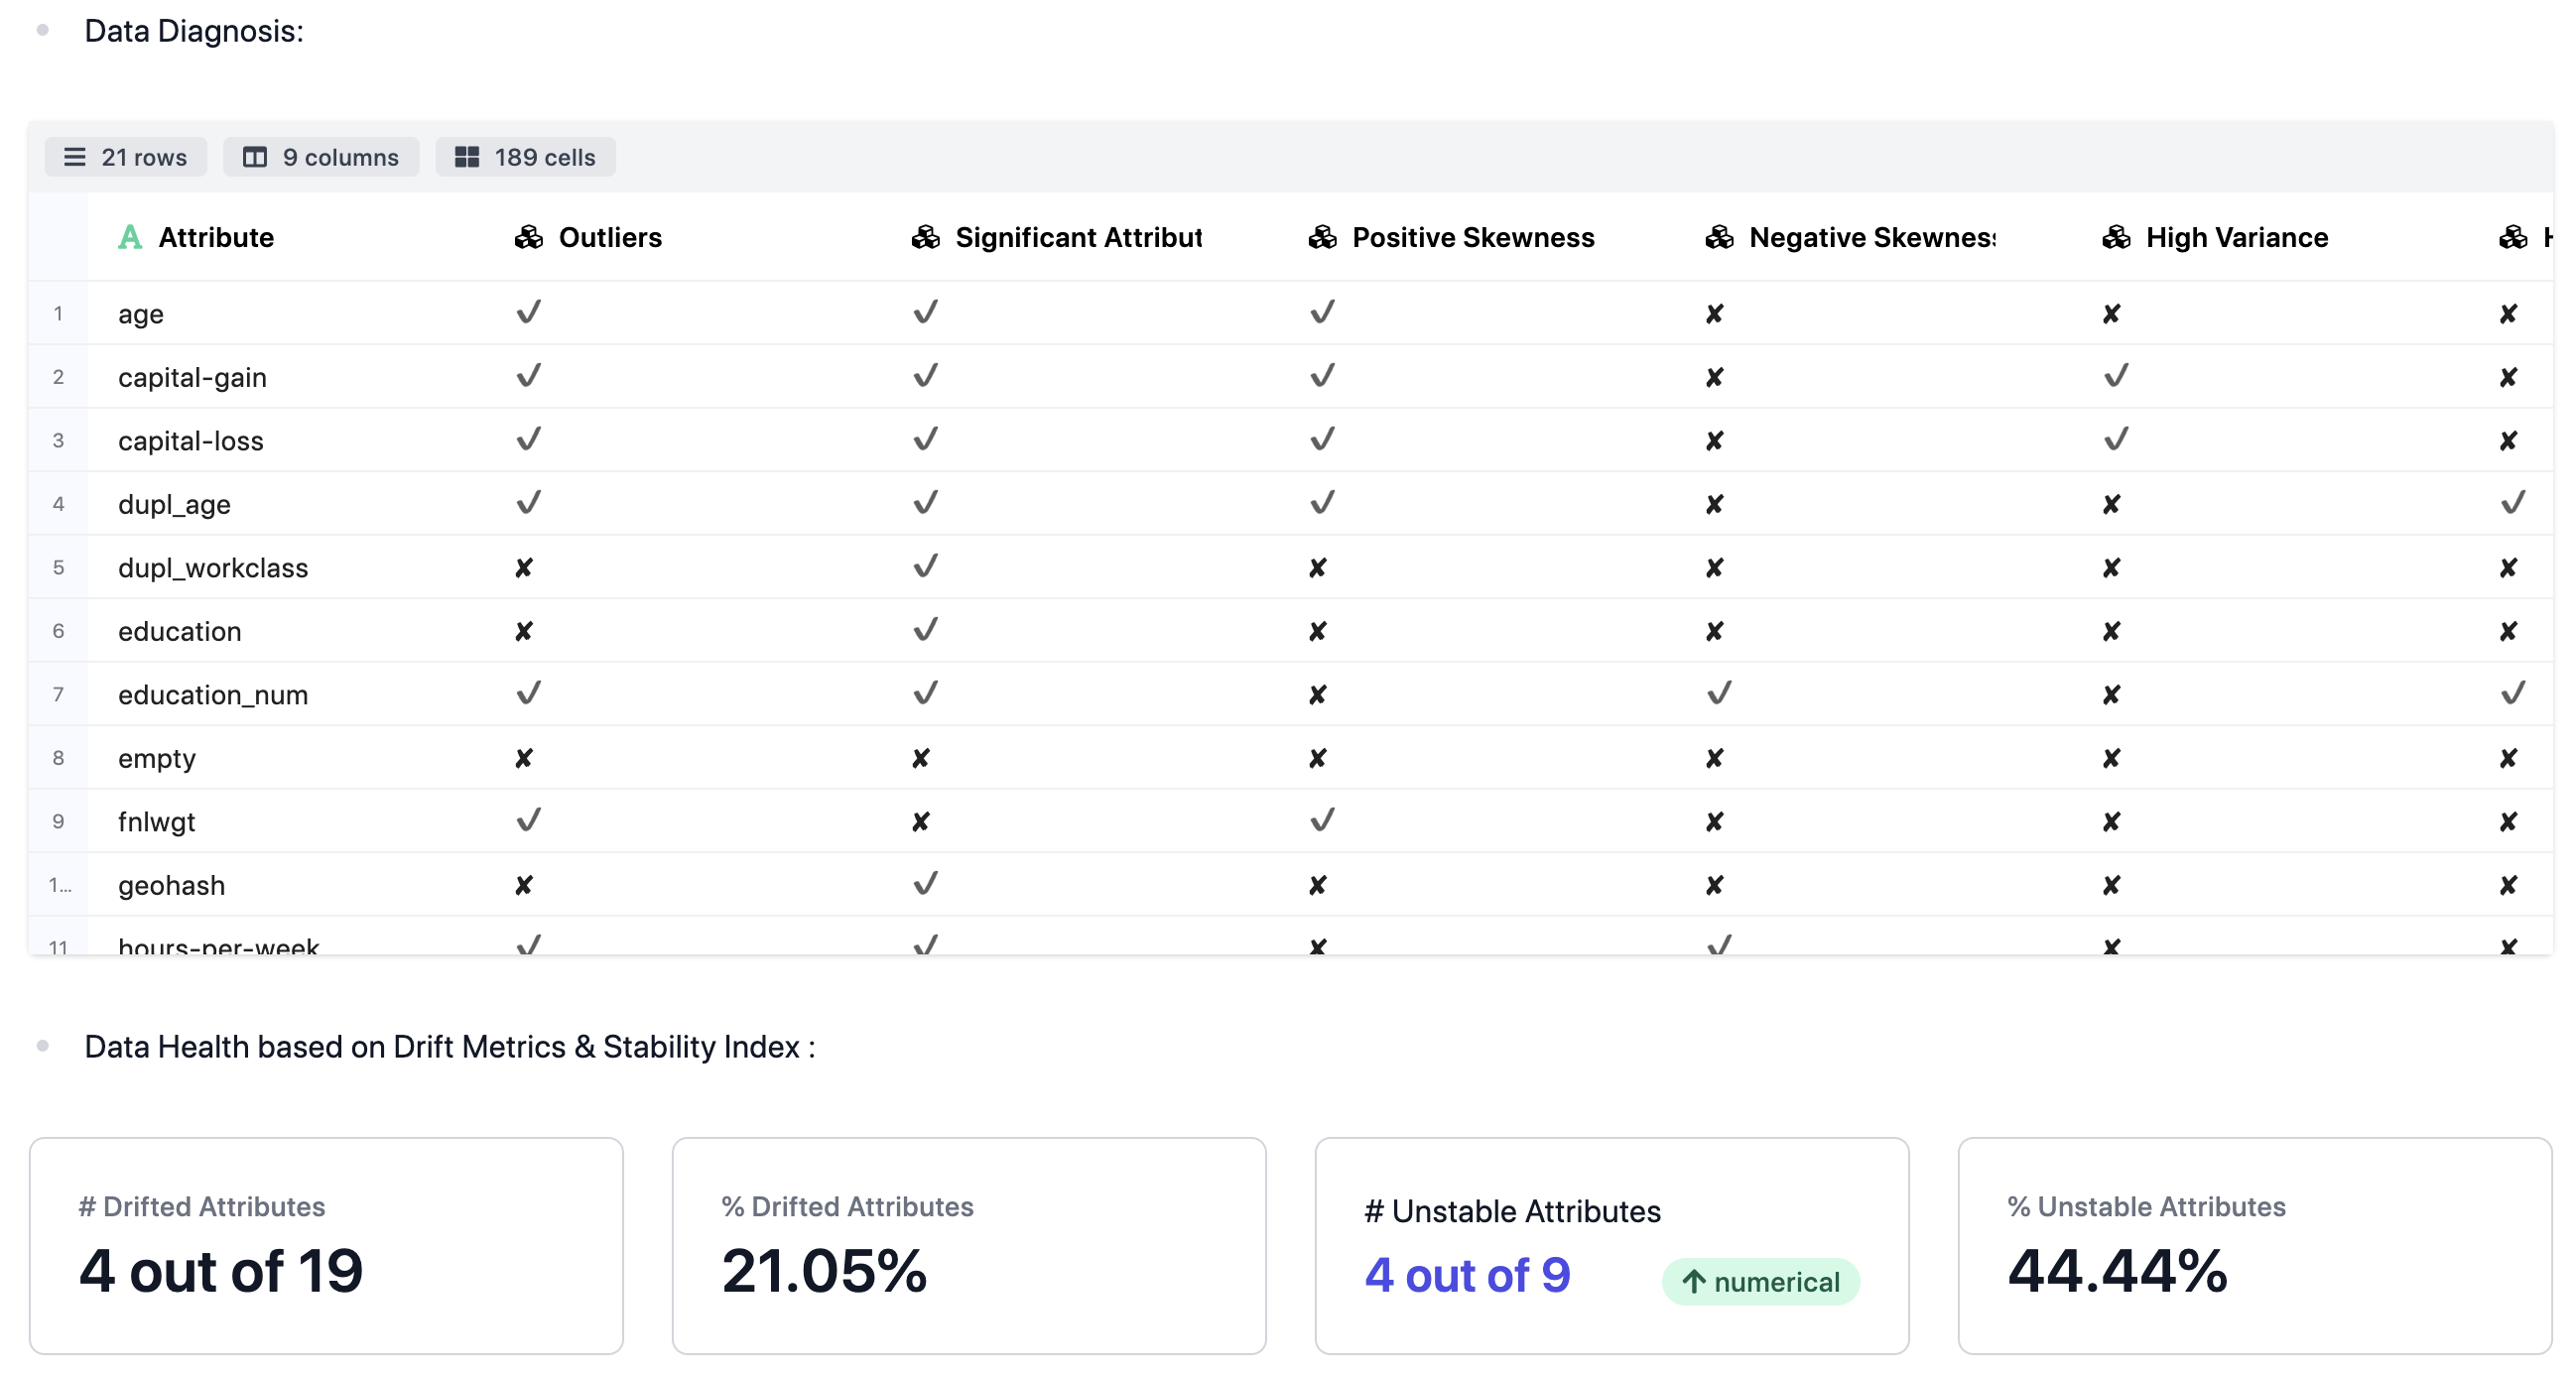 Data Diagnosis:
21 rows 9 columns 189 cells
Attribute Outliers Significant Attribut Positive Skewness Negative Skewness High Variance
1 age ✓ ✓ ✓ ✘ ✘ ✘
2 capital-gain ✓ ✓ ✓ ✘ ✓ ✘
3 capital-loss ✓ ✓ ✓ ✘ ✓ ✘
4 dupl_age ✓ ✓ ✓ ✘ ✘ ✓
5 dupl_workclass ✘ ✓ ✘ ✘ ✘ ✘
6 education ✘ ✓ ✘ ✘ ✘ ✘
7 education_num ✓ ✓ ✘ ✓ ✘ ✓
8 empty ✘ ✘ ✘ ✘ ✘ ✘
9 fnlwgt ✓ ✘ ✓ ✘ ✘ ✘
1... geohash ✘ ✓ ✘ ✘ ✘ ✘
11 hours-per-week ✓ ✓ ✘ ✓ ✘ ✘
Data Health based on Drift Metrics & Stability Index :
# Drifted Attributes
4 out of 19
% Drifted Attributes
21.05%
# Unstable Attributes
4 out of 9 ↑ numerical
% Unstable Attributes
44.44%